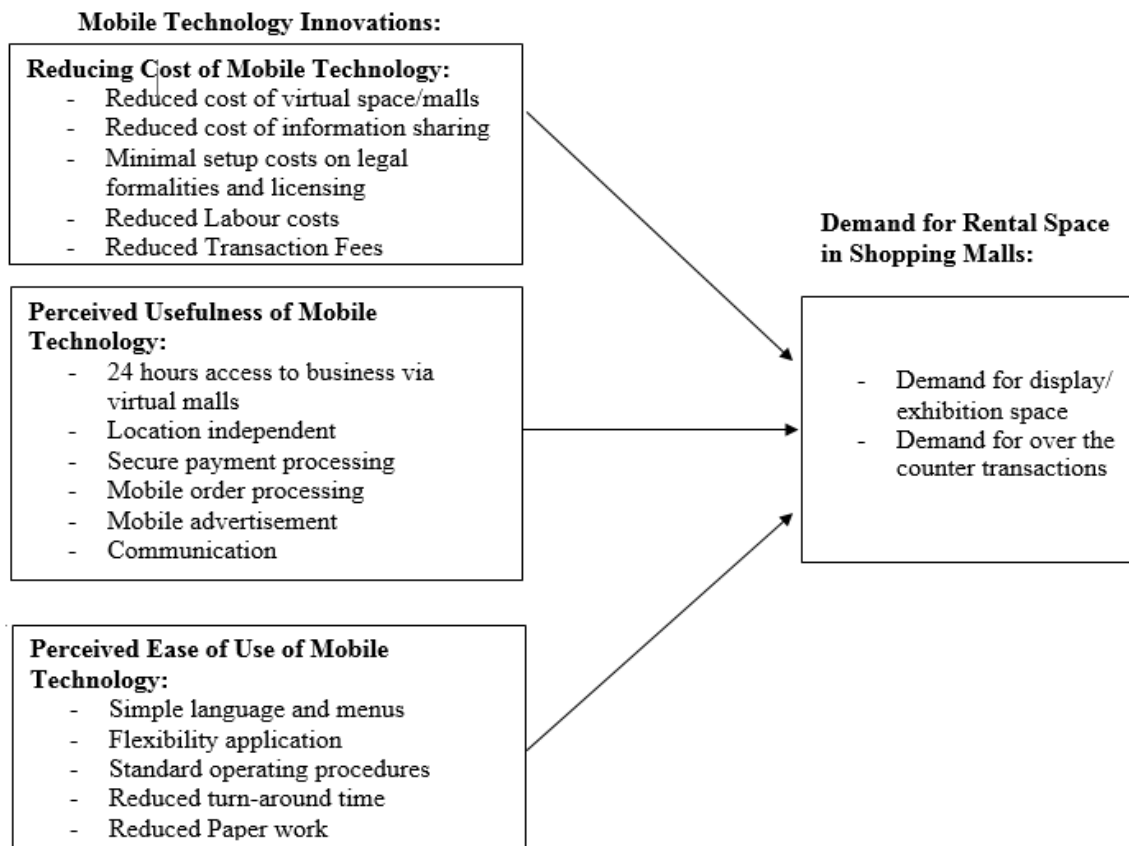 Mobile Technology Innovations:
Reducing Cost of Mobile Technology:
- Reduced cost of virtual space/malls
- Reduced cost of information sharing
- Minimal setup costs on legal
formalities and licensing
- Reduced Labour costs
- Reduced Transaction Fees
Perceived Usefulness of Mobile
Technology:
- 24 hours access to business via
virtual malls
- Location independent
- Secure payment processing
- Mobile order processing
- Mobile advertisement
- Communication
Perceived Ease of Use of Mobile
Technology:
- Simple language and menus
- Flexibility application
- Standard operating procedures
- Reduced turn-around time
- Reduced Paper work
Demand for Rental Space
in Shopping Malls:
- Demand for display/
exhibition space
- Demand for over the
counter transactions